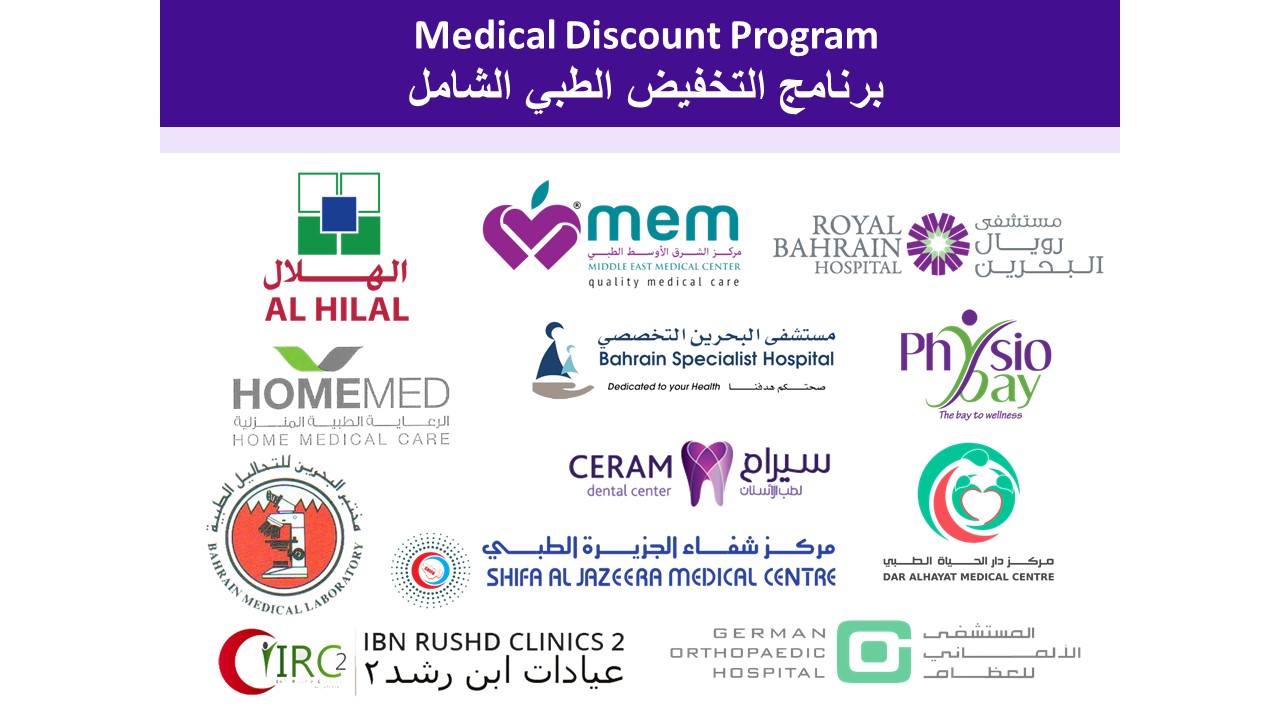 Medical Discount Program
برنامج التخفيض الطبي الشامل
الهلال
AL HILAL
mem
®
مركز الشرق الأوسط الطبي
MIDDLE EAST MEDICAL CENTER
quality medical care
ROYAL
BAHRAIN
HOSPITAL
مستشفى
رويال
البحرين
HOMEMED
الرعاية الطبية المنزلية
HOME MEDICAL CARE
مستشفى البحرين التخصصي
Bahrain Specialist Hospital
Dedicated to your Health صحتكم هدفنا
Physio
bay
The bay to wellness
مختبر البحرين للتحاليل الطبية
BAHRAIN MEDICAL LABORATORY
CERAM
dental center
سيرام
لطب الأسنان
مركز شفاء الجزيرة الطبي
SHIFA AL JAZEERA MEDICAL CENTRE
مركز دار الحياة الطبي
DAR ALHAYAT MEDICAL CENTRE
IRC2
IBN RUSHD CLINICS 2
عيادات ابن رشد ٢
GERMAN
ORTHOPAEDIC
HOSPITAL
المستشفى
الألماني
للعظام